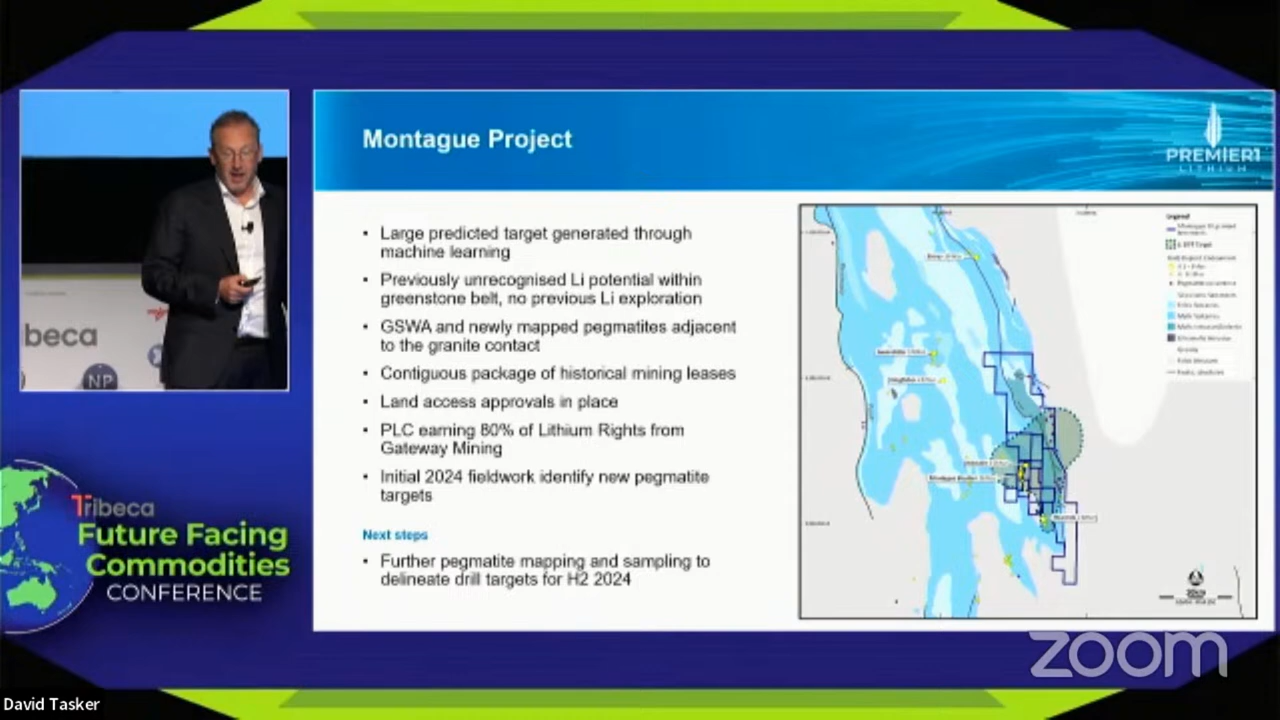 Montague Project
PREMIER1
LITHIUM
• Large predicted target generated through
machine learning
• Previously unrecognised Li potential within
greenstone belt, no previous Li exploration
• GSWA and newly mapped pegmatites adjacent
to the granite contact
• Contiguous package of historical mining leases
• Land access approvals in place
• PLC earning 80% of Lithium Rights from
Gateway Mining
• Initial 2024 fieldwork identify new pegmatite
targets
Next steps
• Further pegmatite mapping and sampling to
delineate drill targets for H2 2024
Legend
beca
NP
Tribeca
Future Facing
Commodities
CONFERENCE
zoom
David Tasker